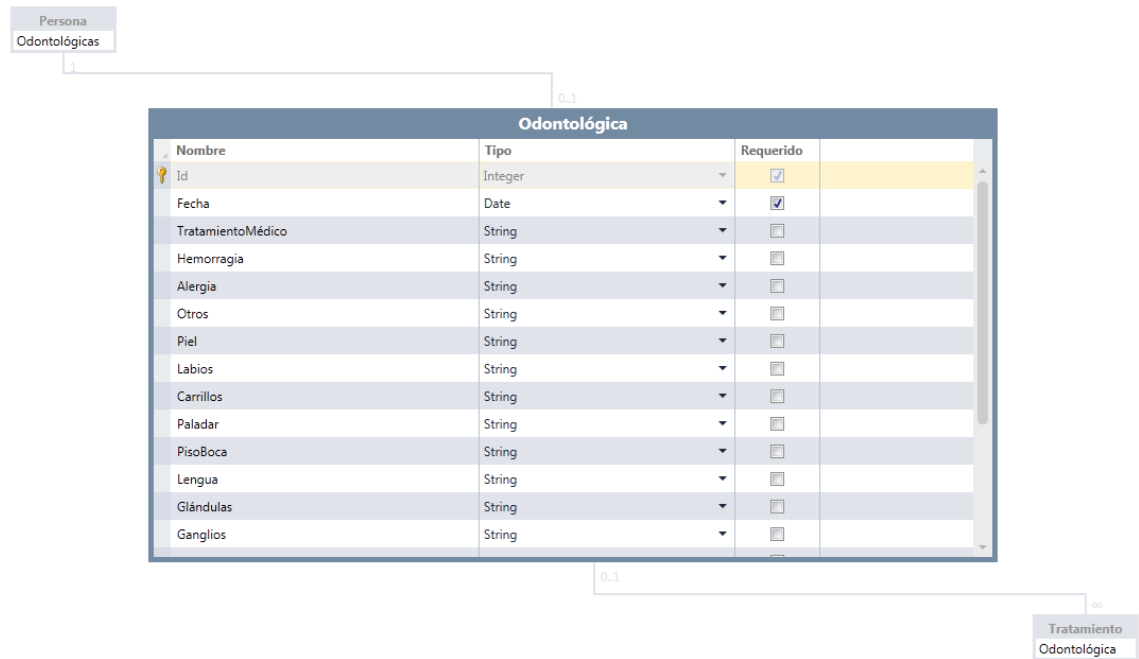 Persona
Odontológicas
1
0..1
Odontológica
Nombre Tipo Requerido
Id Integer
Fecha Date
TratamientoMédico String
Hemorragia String
Alergia String
Otros String
Piel String
Labios String
Carrillos String
Paladar String
PisoBoca String
Lengua String
Glándulas String
Ganglios String
0..1
∞
Tratamiento
Odontológica